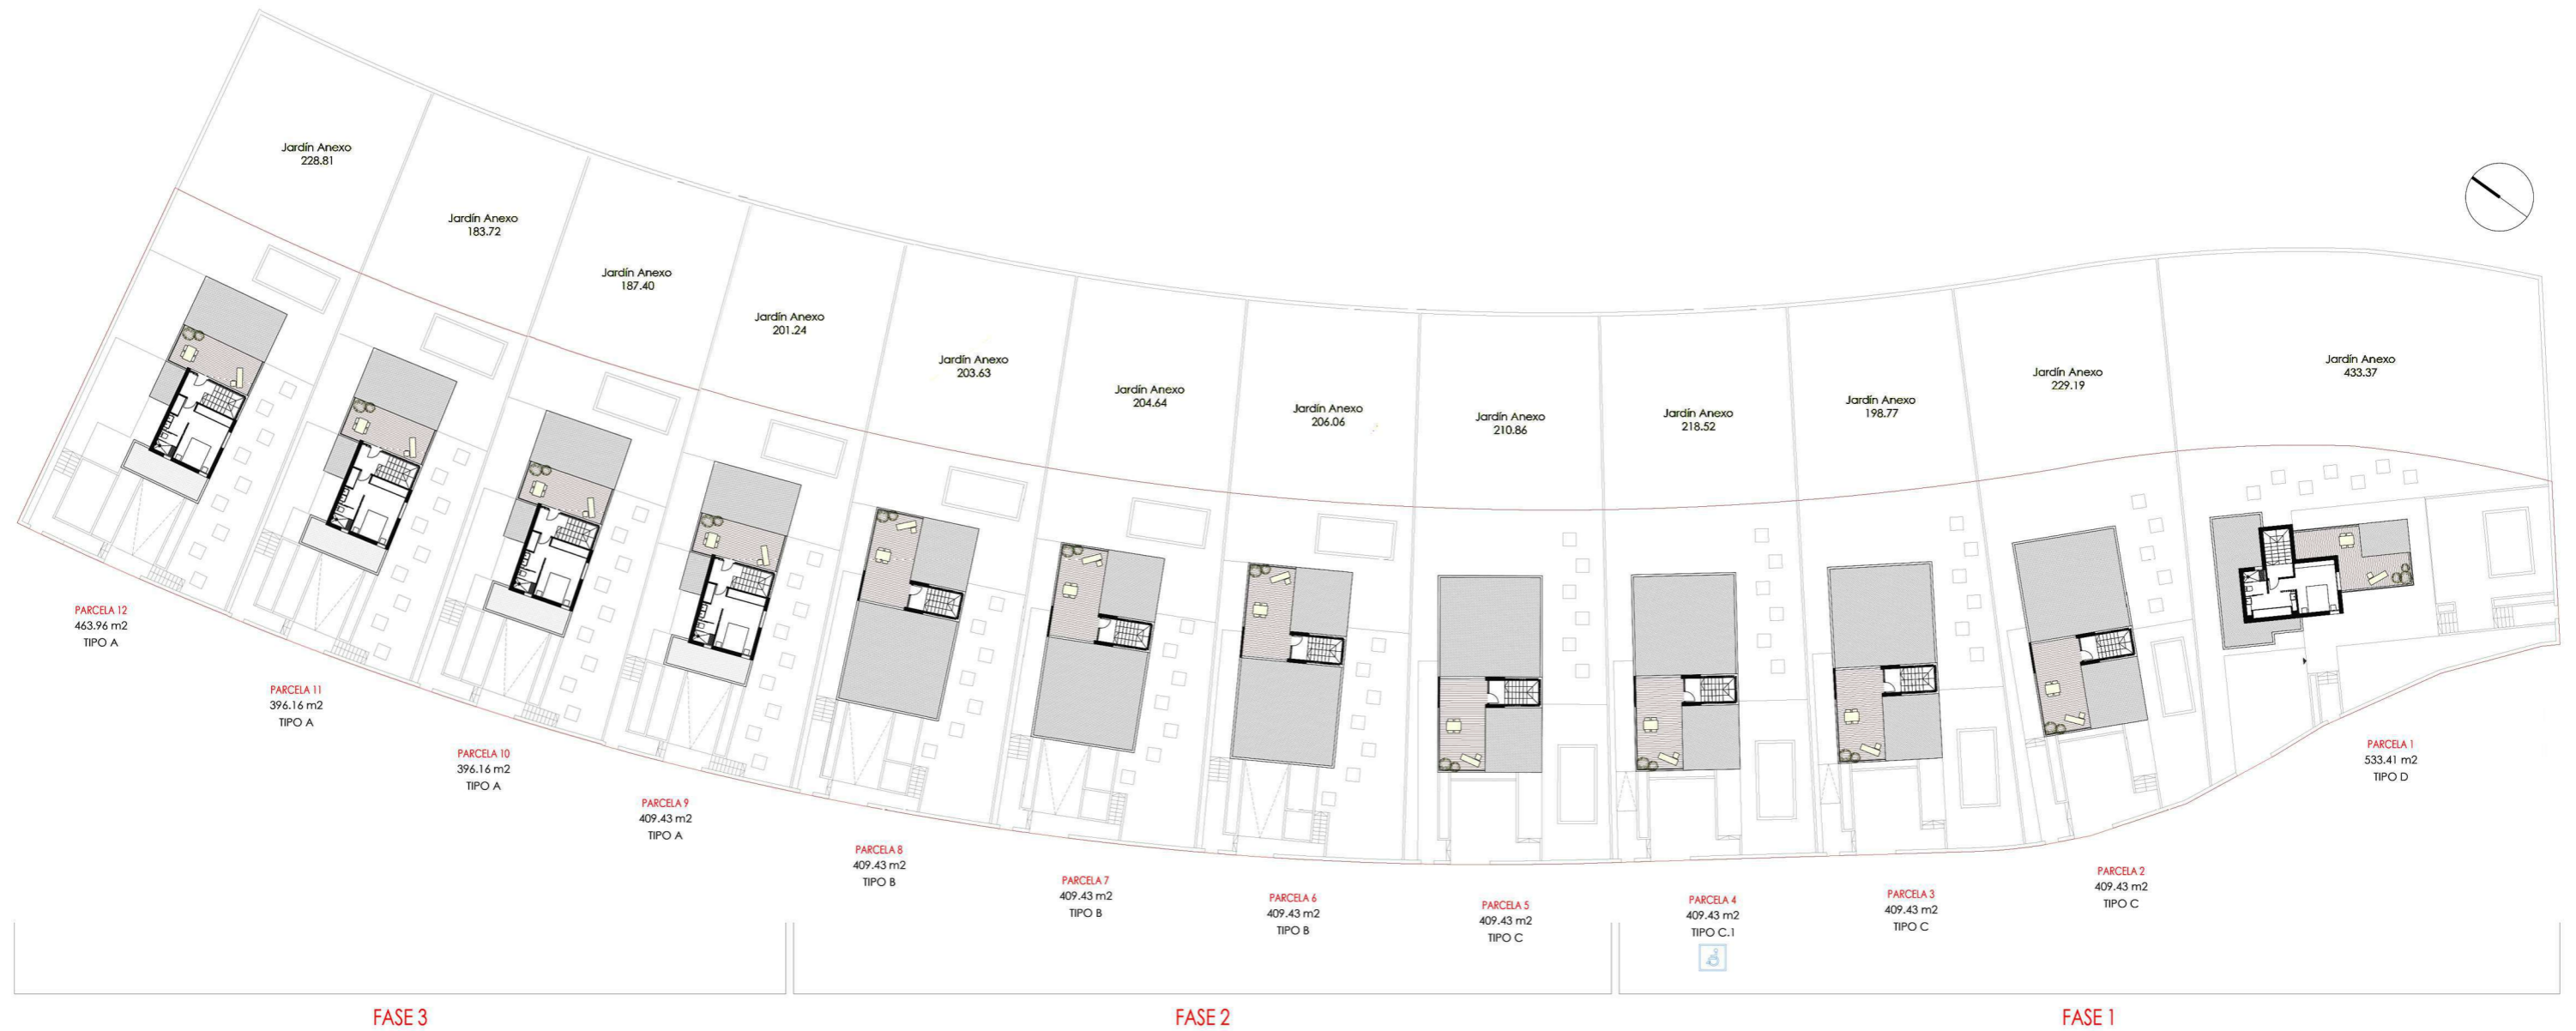 Jardín Anexo
228.81
Jardín Anexo
183.72
Jardín Anexo
187.40
Jardín Anexo
201.24
Jardín Anexo
203.63
Jardín Anexo
204.64
Jardín Anexo
206.06
Jardín Anexo
210.86
Jardín Anexo
218.52
Jardín Anexo
198.77
Jardín Anexo
229.19
Jardín Anexo
433.37
PARCELA 12
463.96 m2
TIPO A
PARCELA 11
396.16 m2
TIPO A
PARCELA 10
396.16 m2
TIPO A
PARCELA 9
409.43 m2
TIPO A
PARCELA 8
409.43 m2
TIPO B
PARCELA 7
409.43 m2
TIPO B
PARCELA 6
409.43 m2
TIPO B
PARCELA 5
409.43 m2
TIPO C
PARCELA 4
409.43 m2
TIPO C.1
PARCELA 3
409.43 m2
TIPO C
PARCELA 2
409.43 m2
TIPO C
PARCELA 1
533.41 m2
TIPO D
FASE 3
FASE 2
FASE 1